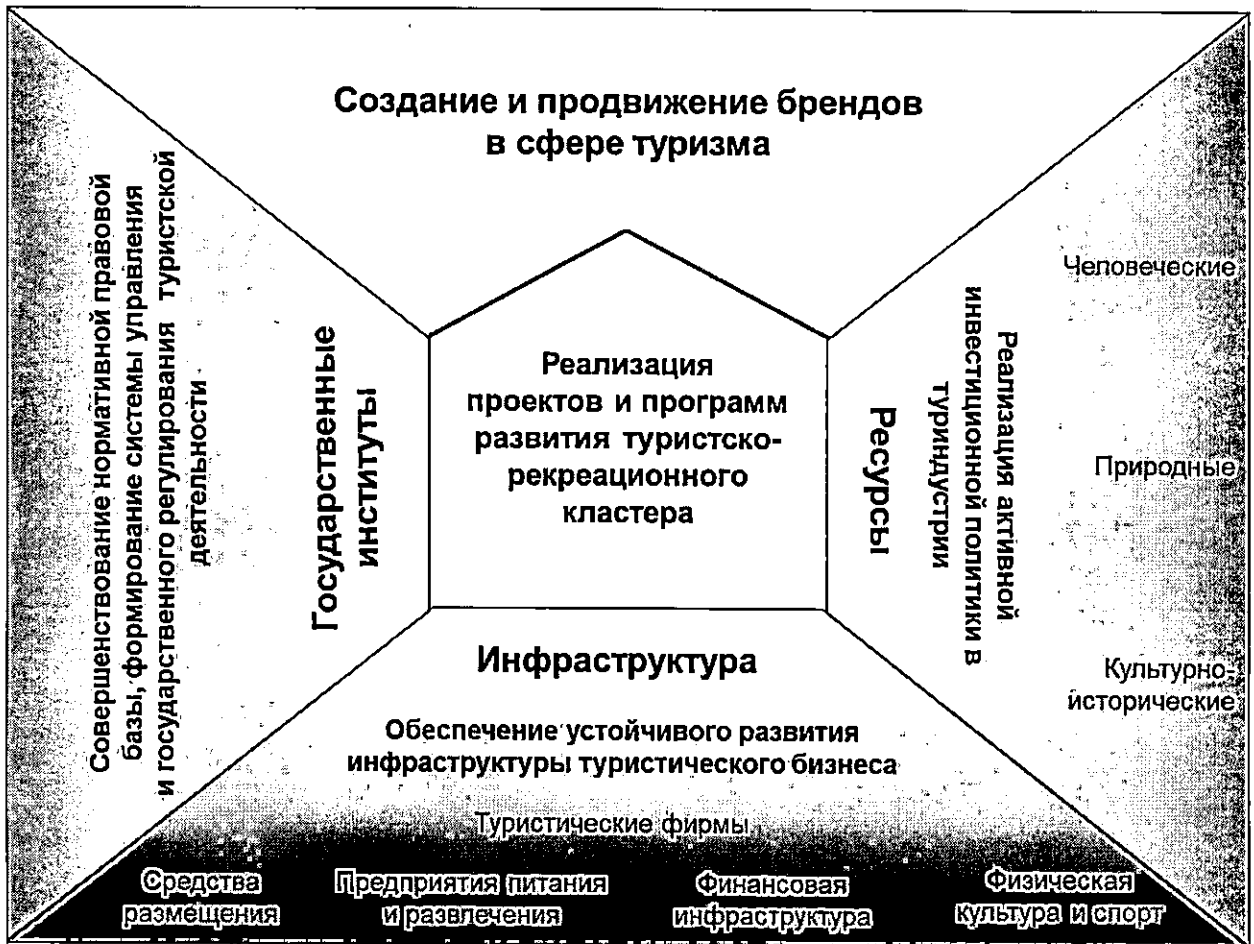 Создание и продвижение брендов
в сфере туризма
Совершенствование нормативной правовой
базы, формирование системы управления
и государственного регулирования туристской
деятельности
Государственные
институты
Реализация
проектов и программ
развития туристско-
рекреационного
кластера
Ресурсы
Реализация активной
инвестиционной политики в
туриндустрии
Человеческие
Природные
Культурно-
исторические
Инфраструктура
Обеспечение устойчивого развития
инфраструктуры туристического бизнеса
Туристические фирмы
Средства
размещения
Предприятия питания
и развлечения
Финансовая
инфраструктура
Физическая
культура и спорт